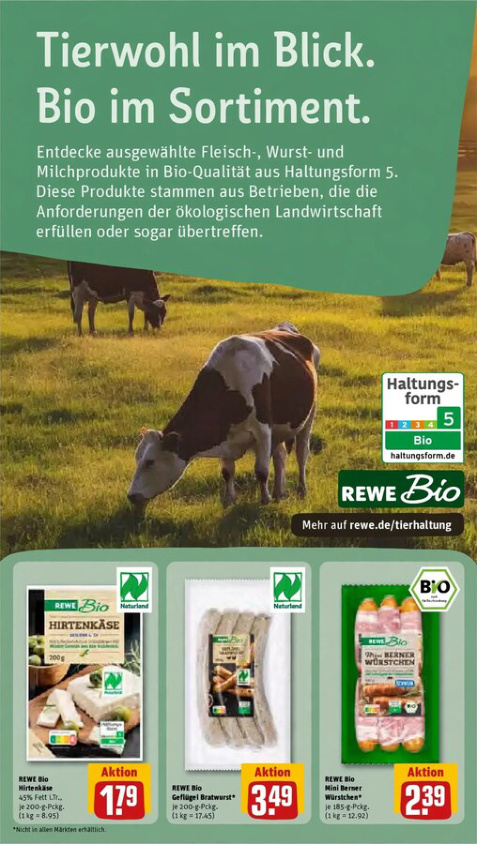 Tierwohl im Blick.
Bio im Sortiment.
Entdecke ausgewählte Fleisch-, Wurst- und
Milchprodukte in Bio-Qualität aus Haltungsform 5.
Diese Produkte stammen aus Betrieben, die die
Anforderungen der ökologischen Landwirtschaft
erfüllen oder sogar übertreffen.
Haltungs-
form
1 2 3 4 5
Bio
haltungsform.de
REWE Bio
Mehr auf rewe.de/tierhaltung
Naturland
REWE Bio
HIRTENKÄSE
200 g
Naturland
Haltungs-
form
REWE Bio
Hirtenkäse
45% Fett i.Tr.,
je 200-g-Pckg.
(1 kg = 8.95)
Aktion
1.79
Naturland
REWE Bio
GEFLÜGEL
BRATWURST
REWE Bio
Geflügel Bratwurst*
je 200-g-Pckg.
(1 kg = 17.45)
Aktion
3.49
BIO
REWE Bio
Mini BERNER
WÜRSTCHEN
BIO
REWE Bio
Mini Berner
Würstchen*
je 185-g-Pckg.
(1 kg = 12.92)
Aktion
2.39
*Nicht in allen Märkten erhältlich.